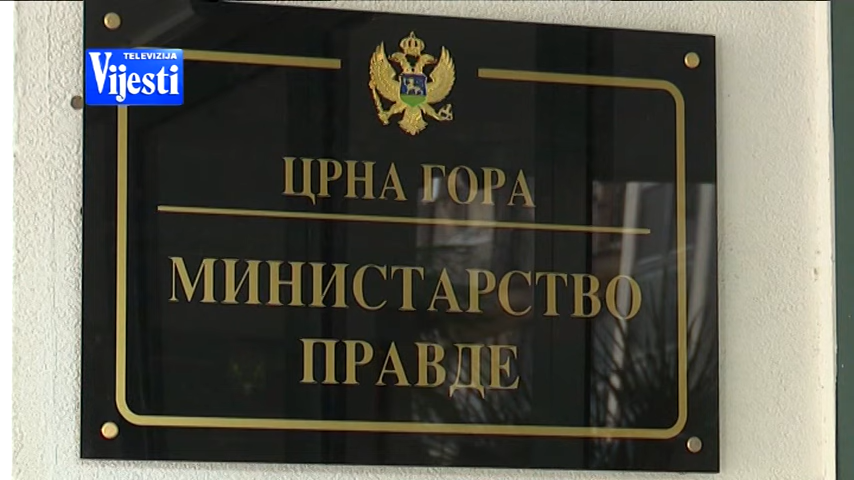 TELEVIZIJA
Vijesti
ЦРНА ГОРА
МИНИСТАРСТВО
ПРАВДЕ